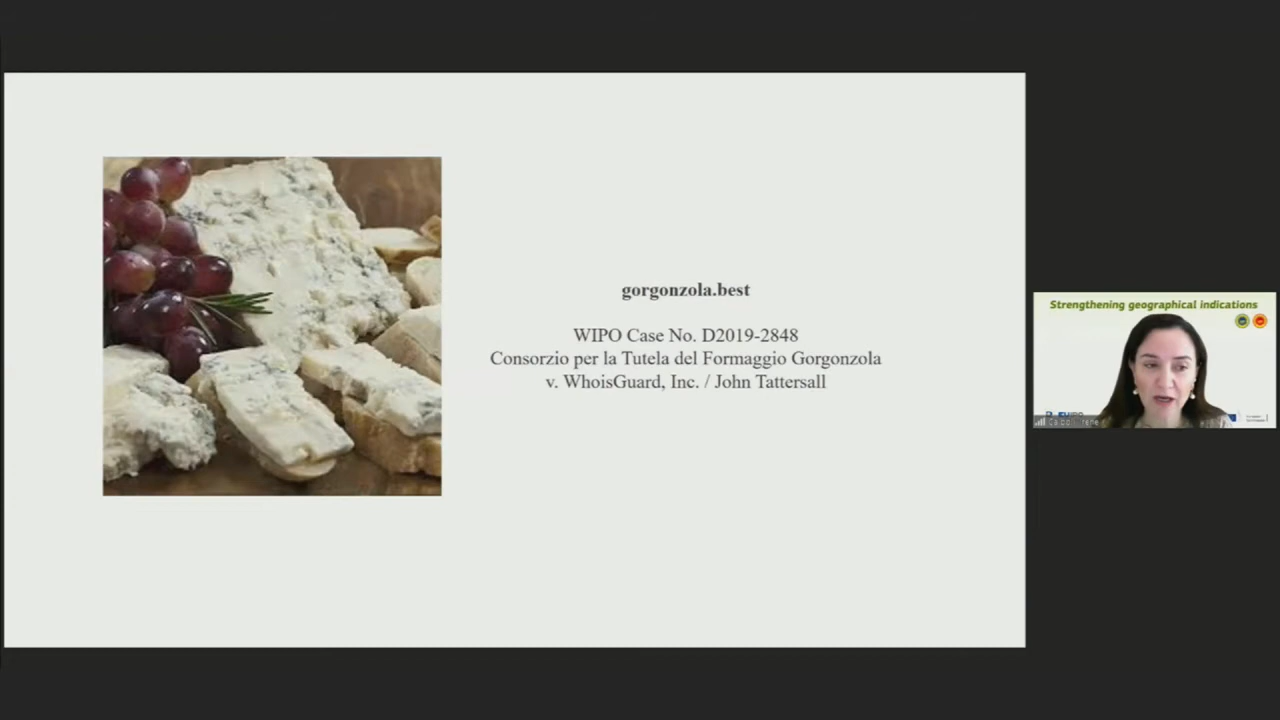 gorgonzola.best
WIPO Case No. D2019-2848
Consorzio per la Tutela del Formaggio Gorgonzola
v. WhoisGuard, Inc. / John Tattersall
Strengthening geographical indications